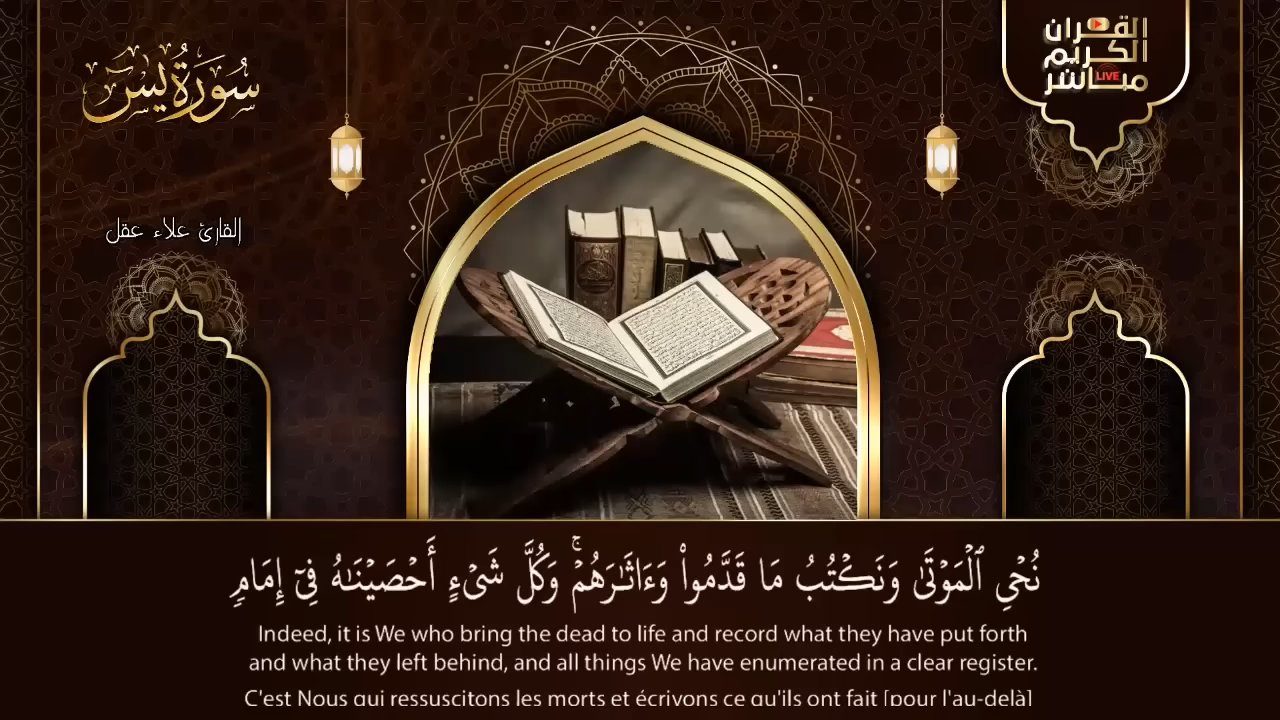 سُورَةُ يس
القرآن
الكريم
مباشر
LIVE
القارئ علاء عقل
نُحْيِ ٱلْمَوْتَىٰ وَنَكْتُبُ مَا قَدَّمُوا۟ وَءَاثَـٰرَهُمْ ۚ وَكُلَّ شَىْءٍ أَحْصَيْنَـٰهُ فِىٓ إِمَامٍ
Indeed, it is We who bring the dead to life and record what they have put forth
and what they left behind, and all things We have enumerated in a clear register.
C'est Nous qui ressuscitons les morts et écrivons ce qu'ils ont fait [pour l'au-delà]